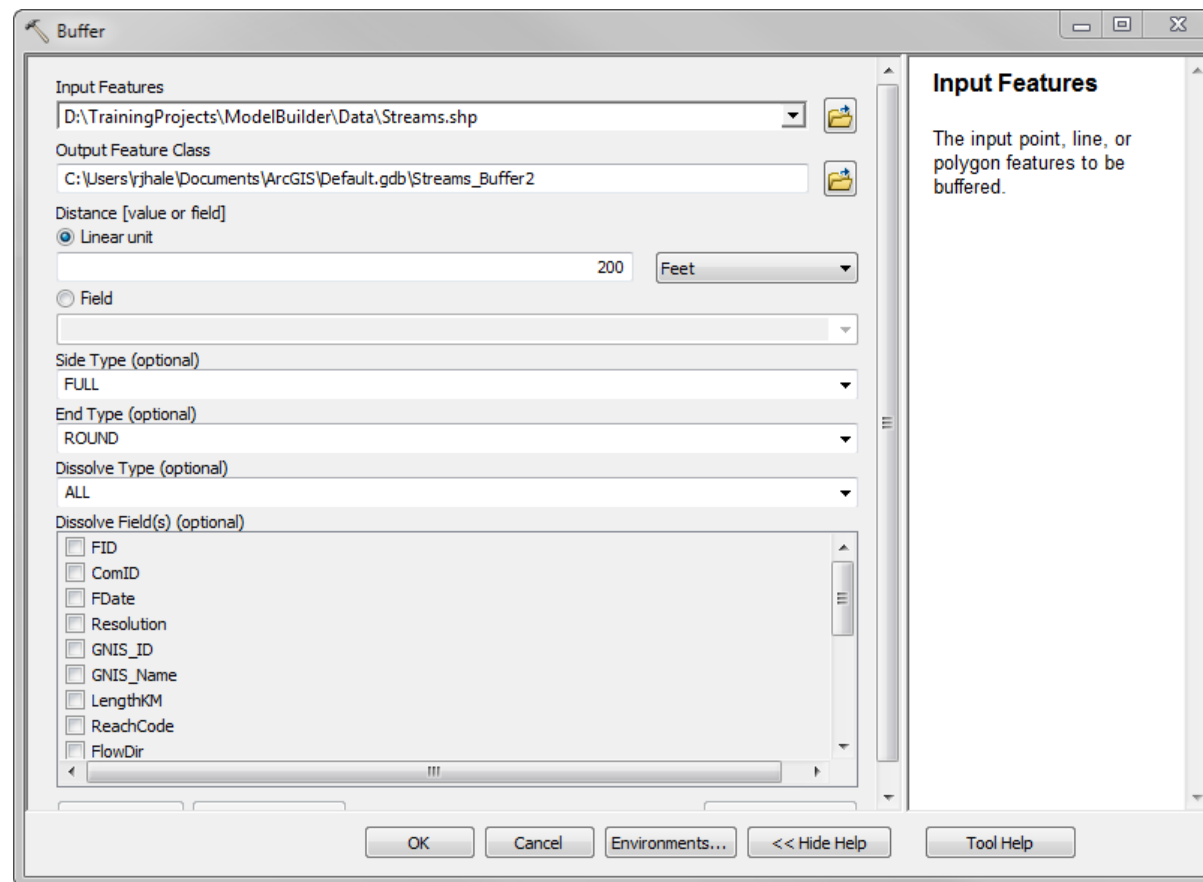 Buffer
Input Features
D:\TrainingProjects\ModelBuilder\Data\Streams.shp
Output Feature Class
C:\Users\rjhale\Documents\ArcGIS\Default.gdb\Streams_Buffer2
Distance [value or field]
Linear unit
200 Feet
Field
Side Type (optional)
FULL
End Type (optional)
ROUND
Dissolve Type (optional)
ALL
Dissolve Field(s) (optional)
FID
ComID
FDate
Resolution
GNIS_ID
GNIS_Name
LengthKM
ReachCode
FlowDir
OK Cancel Environments... << Hide Help Tool Help
Input Features
The input point, line, or
polygon features to be
buffered.